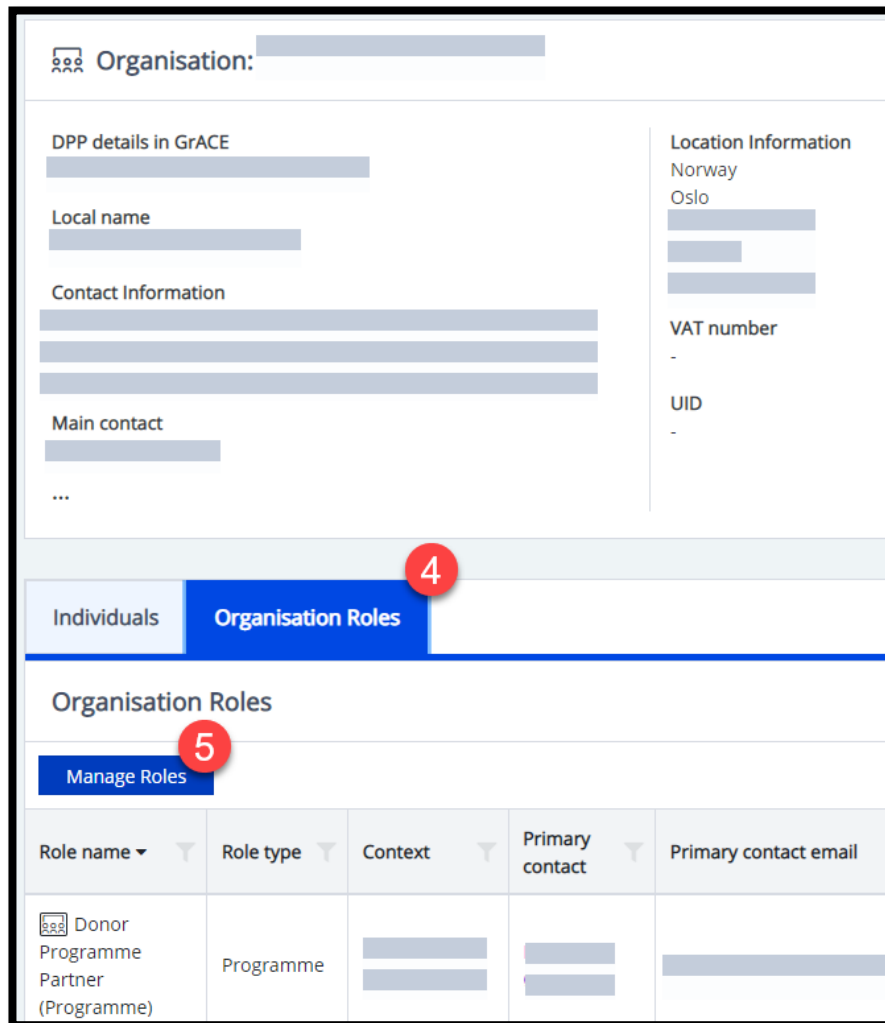 Organisation:
DPP details in GrACE
Local name
Contact Information
Main contact
...
Location Information
Norway
Oslo
VAT number
-
UID
-
4
Individuals
Organisation Roles
Organisation Roles
5
Manage Roles
Role name
Role type
Context
Primary
contact
Primary contact email
Donor
Programme
Partner
(Programme)
Programme